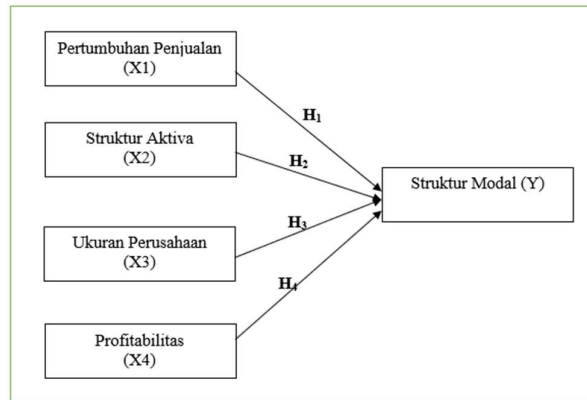 Pertumbuhan Penjualan
(X1)
H1
Struktur Aktiva
(X2)
H2
Struktur Modal (Y)
Ukuran Perusahaan
(X3)
H3
H4
Profitabilitas
(X4)